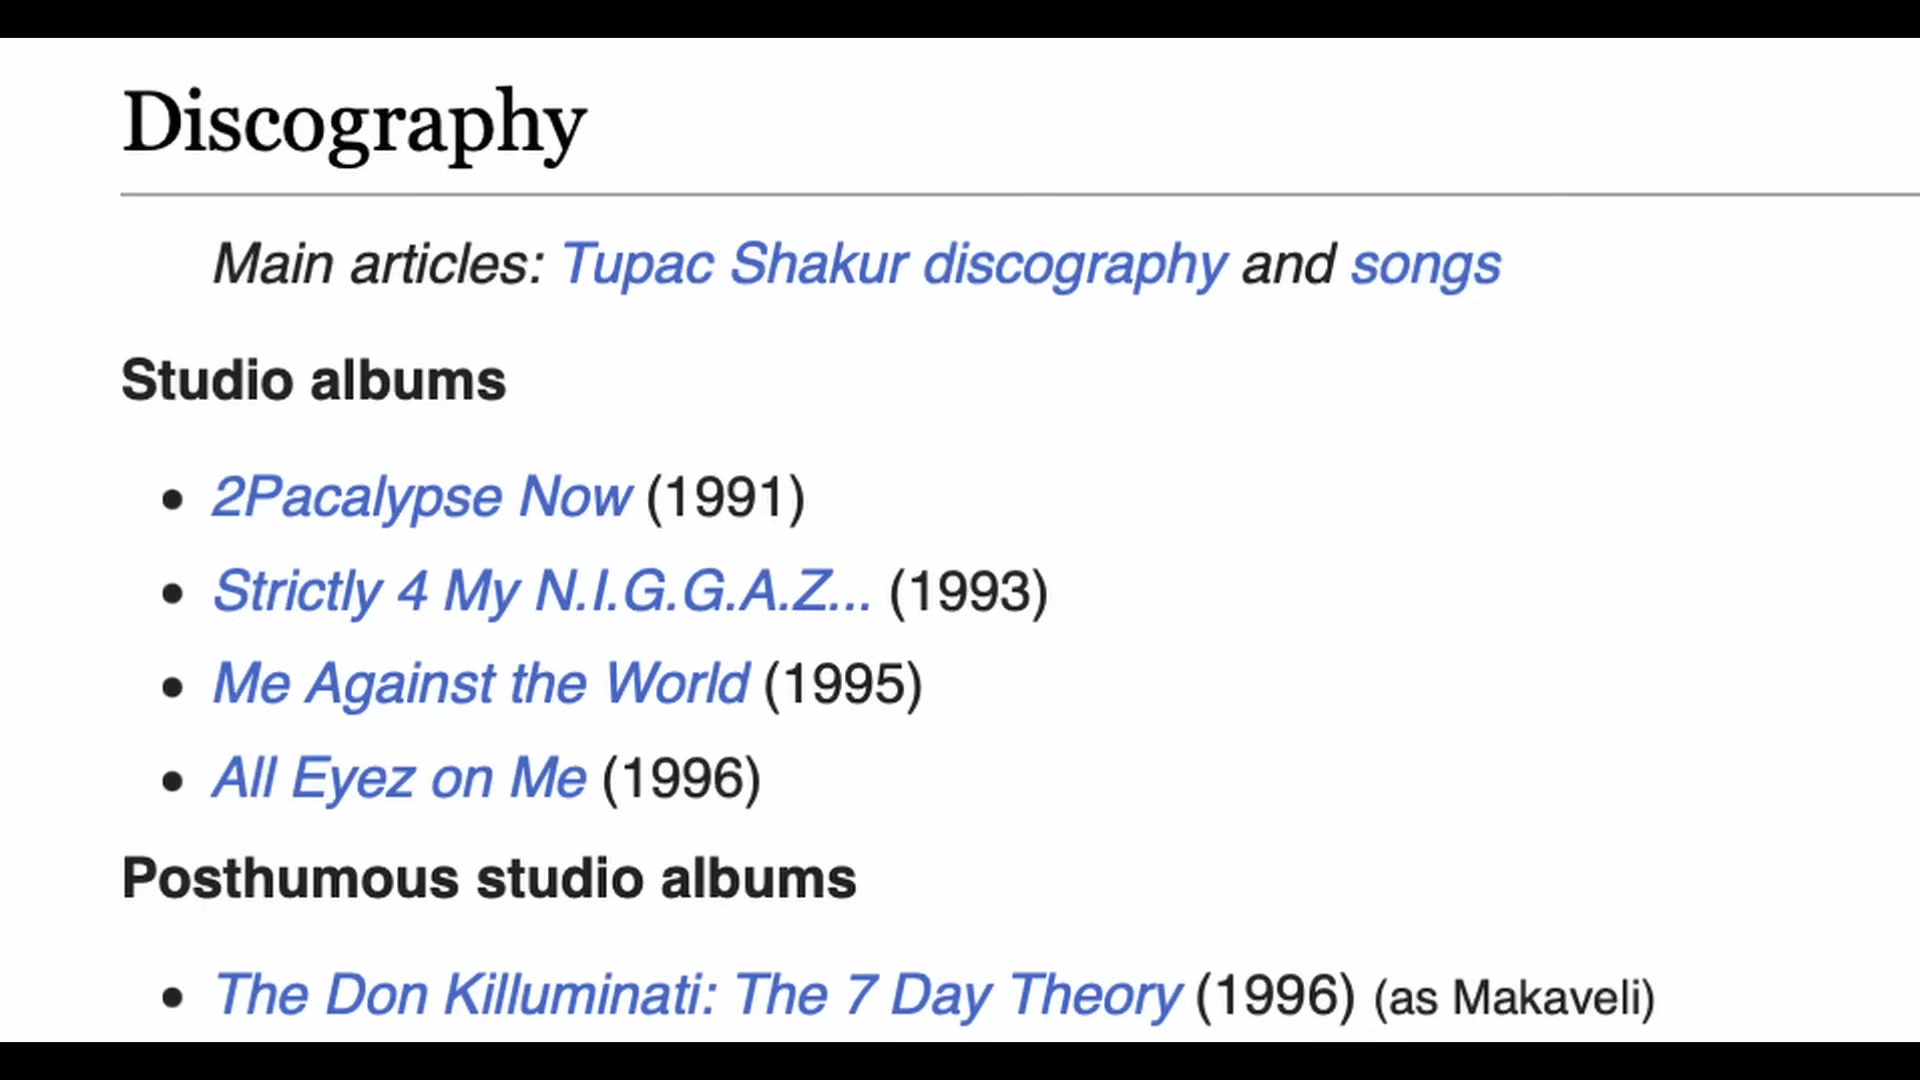 Discography
Main articles: Tupac Shakur discography and songs
Studio albums
• 2Pacalypse Now (1991)
• Strictly 4 My N.I.G.G.A.Z... (1993)
• Me Against the World (1995)
• All Eyez on Me (1996)
Posthumous studio albums
• The Don Killuminati: The 7 Day Theory (1996) (as Makaveli)